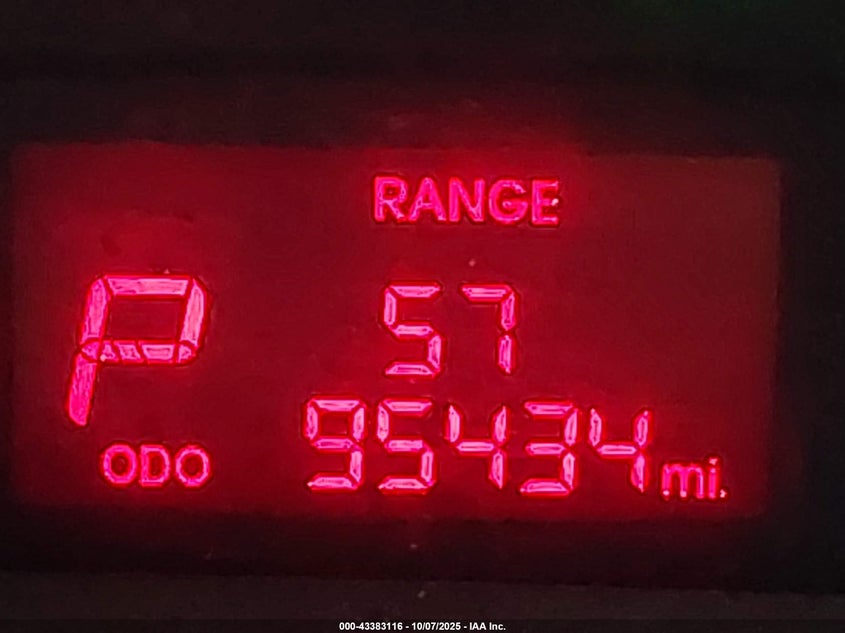 RANGE
P
57
95434 mi.
ODO
000-43383116 - 10/07/2025 - IAA Inc.